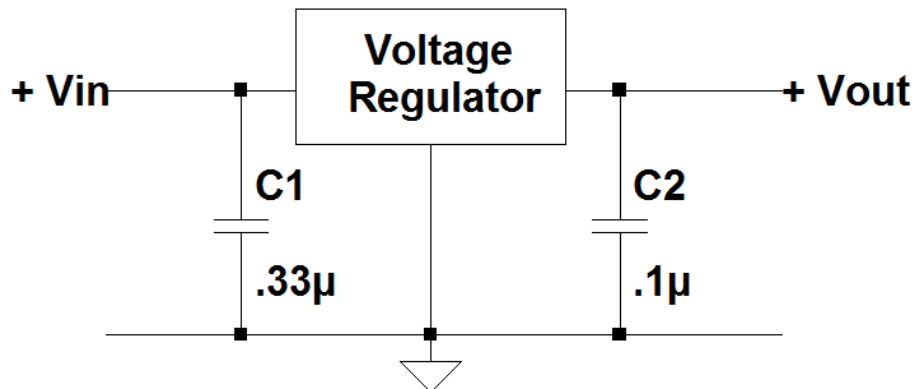 Voltage
Regulator
+ Vin
+ Vout
C1
C2
.33µ
.1µ